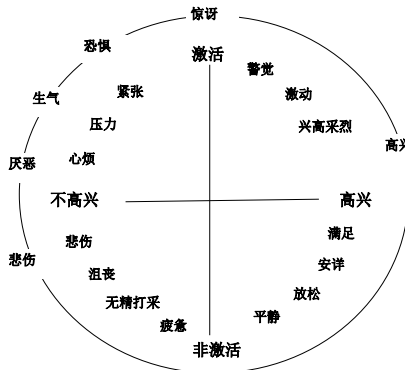 惊讶
恐惧
激活
警觉
生气
紧张
激动
压力
兴高采烈
高兴
厌恶
心烦
不高兴
高兴
悲伤
满足
悲伤
安详
沮丧
放松
无精打采
平静
疲惫
非激活